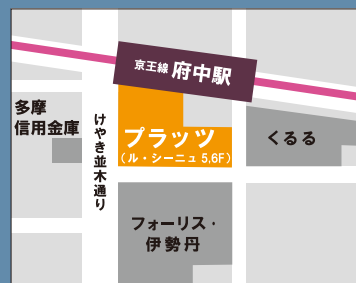 京王線 府中駅
多摩
信用金庫
けやき並木通り
プラッツ
(ル・シーニュ 5.6F)
くるる
フォーリス・
伊勢丹